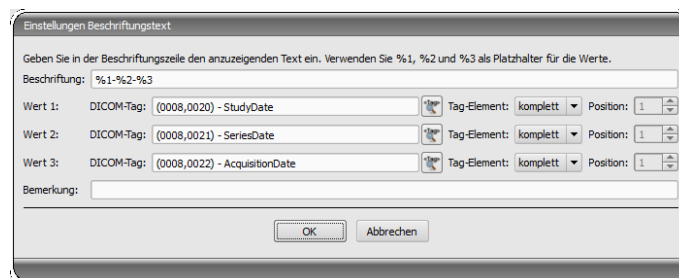 Einstellungen Beschriftungstext
Geben Sie in der Beschriftungszeile den anzuzeigenden Text ein. Verwenden Sie %1, %2 und %3 als Platzhalter für die Werte.
Beschriftung: %1-%2-%3
Wert 1: DICOM-Tag: (0008,0020) - StudyDate Tag-Element: komplett Position: 1
Wert 2: DICOM-Tag: (0008,0021) - SeriesDate Tag-Element: komplett Position: 1
Wert 3: DICOM-Tag: (0008,0022) - AcquisitionDate Tag-Element: komplett Position: 1
Bemerkung:
OK Abbrechen